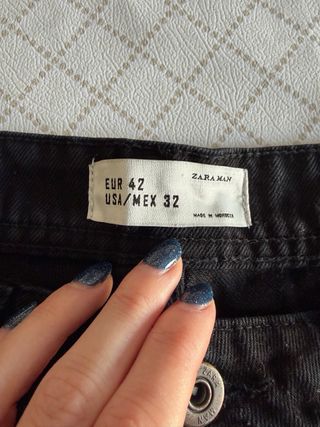 EUR 42
USA/MEX 32
ZARA MAN
MADE IN MOROCCO